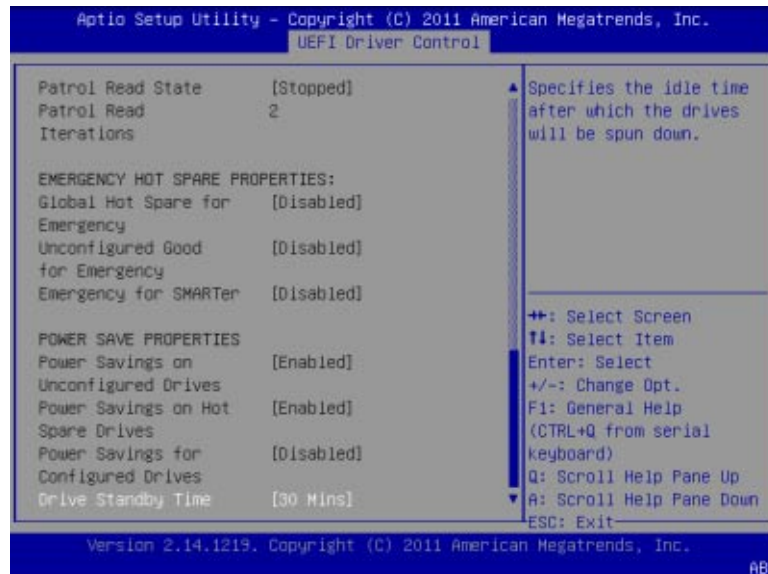 Aptio Setup Utility – Copyright (C) 2011 American Megatrends, Inc.
UEFI Driver Control
Patrol Read State [Stopped]
Patrol Read 2
Iterations
EMERGENCY HOT SPARE PROPERTIES:
Global Hot Spare for [Disabled]
Emergency
Unconfigured Good [Disabled]
for Emergency
Emergency for SMARTer [Disabled]
POWER SAVE PROPERTIES
Power Savings on [Enabled]
Unconfigured Drives
Power Savings on Hot [Enabled]
Spare Drives
Power Savings for [Disabled]
Configured Drives
Drive Standby Time [30 Mins]
Specifies the idle time
after which the drives
will be spun down.
→←: Select Screen
↑↓: Select Item
Enter: Select
+/-: Change Opt.
F1: General Help
(CTRL+Q from serial
keyboard)
Q: Scroll Help Pane Up
A: Scroll Help Pane Down
ESC: Exit
Version 2.14.1219. Copyright (C) 2011 American Megatrends, Inc.
AB